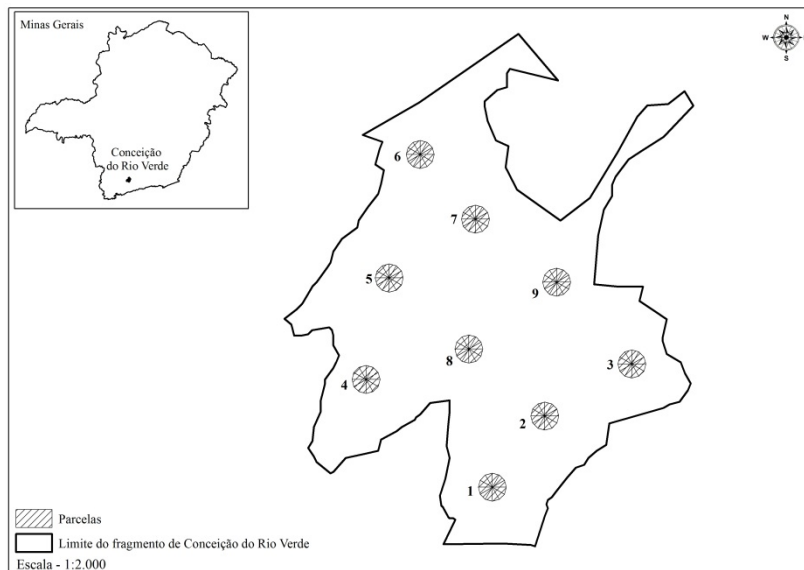 Minas Gerais
Conceição
do Rio Verde
N
W
S
6
7
5
9
8
3
4
2
1
Parcelas
Limite do fragmento de Conceição do Rio Verde
Escala - 1:2.000